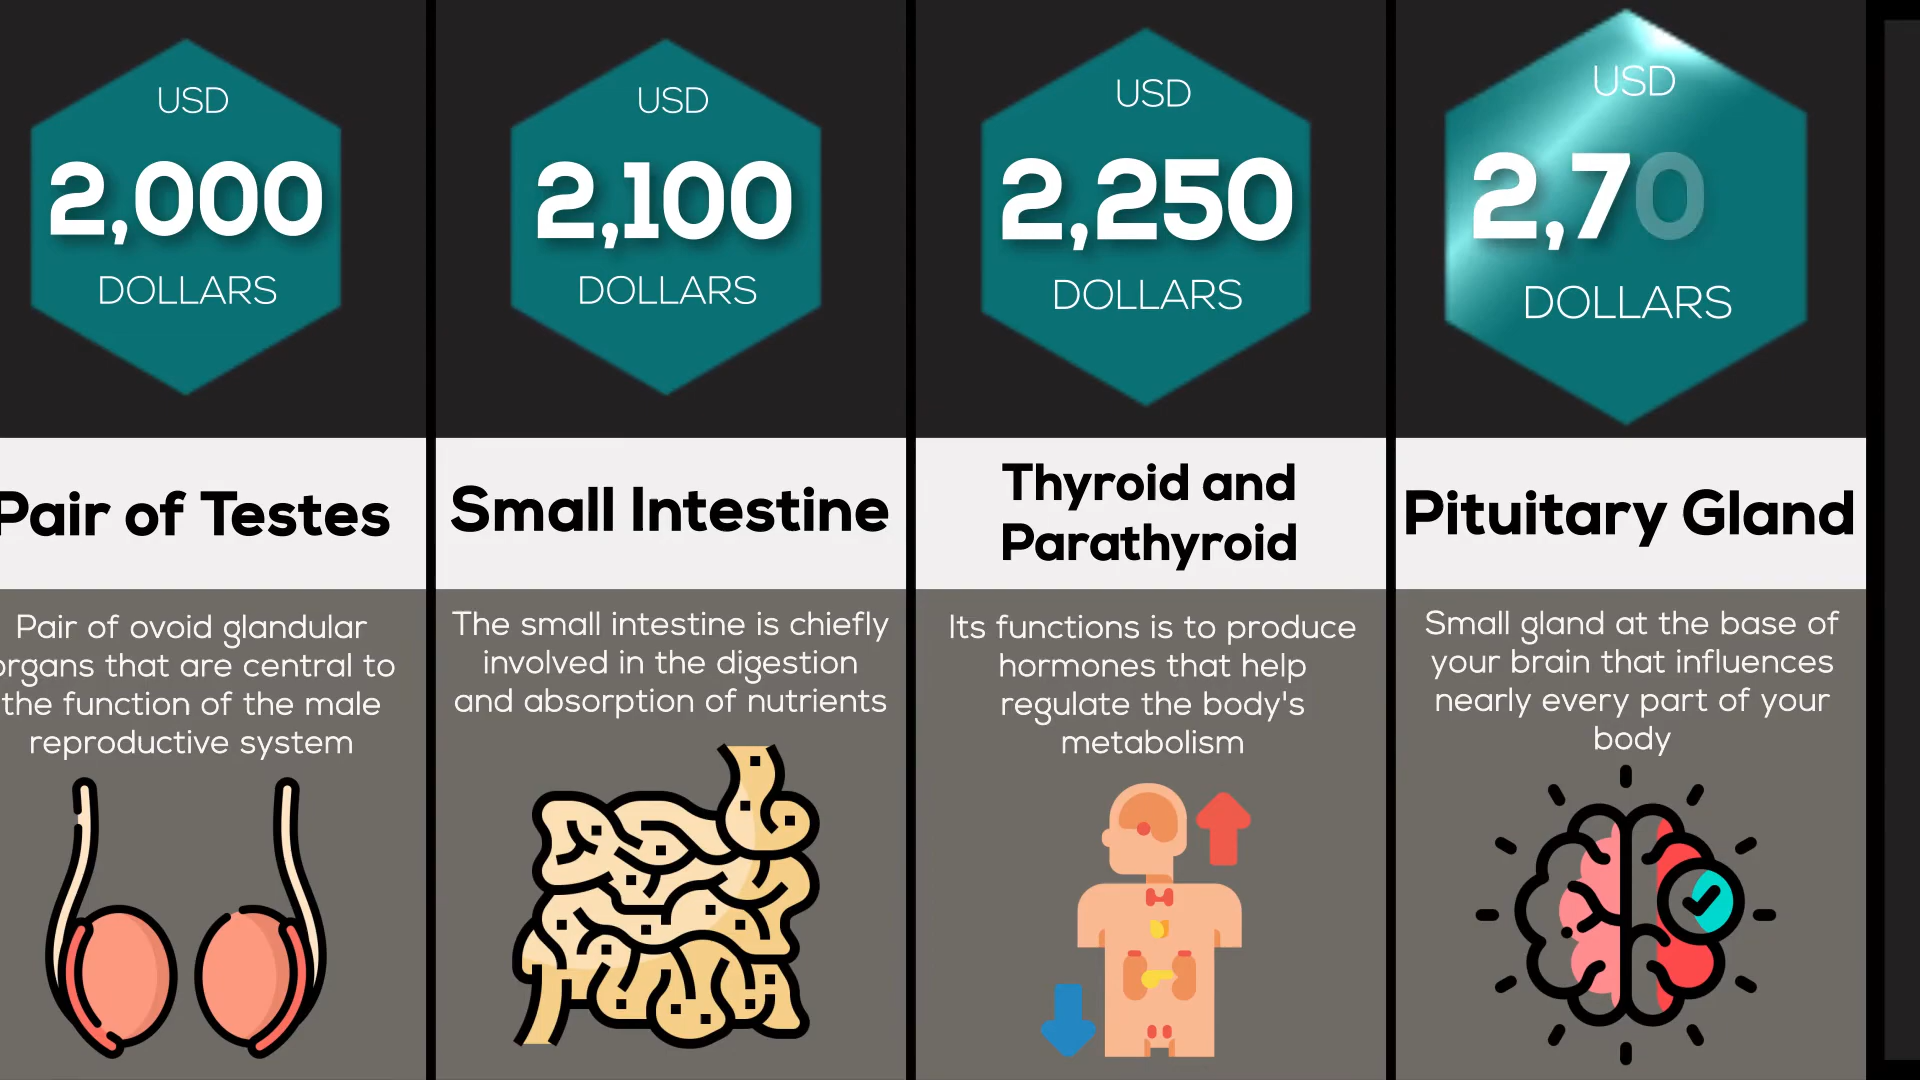 USD
2,000
DOLLARS
Pair of Testes
Pair of ovoid glandular
organs that are central to
the function of the male
reproductive system
USD
2,100
DOLLARS
Small Intestine
The small intestine is chiefly
involved in the digestion
and absorption of nutrients
USD
2,250
DOLLARS
Thyroid and
Parathyroid
Its functions is to produce
hormones that help
regulate the body's
metabolism
USD
2,70
DOLLARS
Pituitary Gland
Small gland at the base of
your brain that influences
nearly every part of your
body